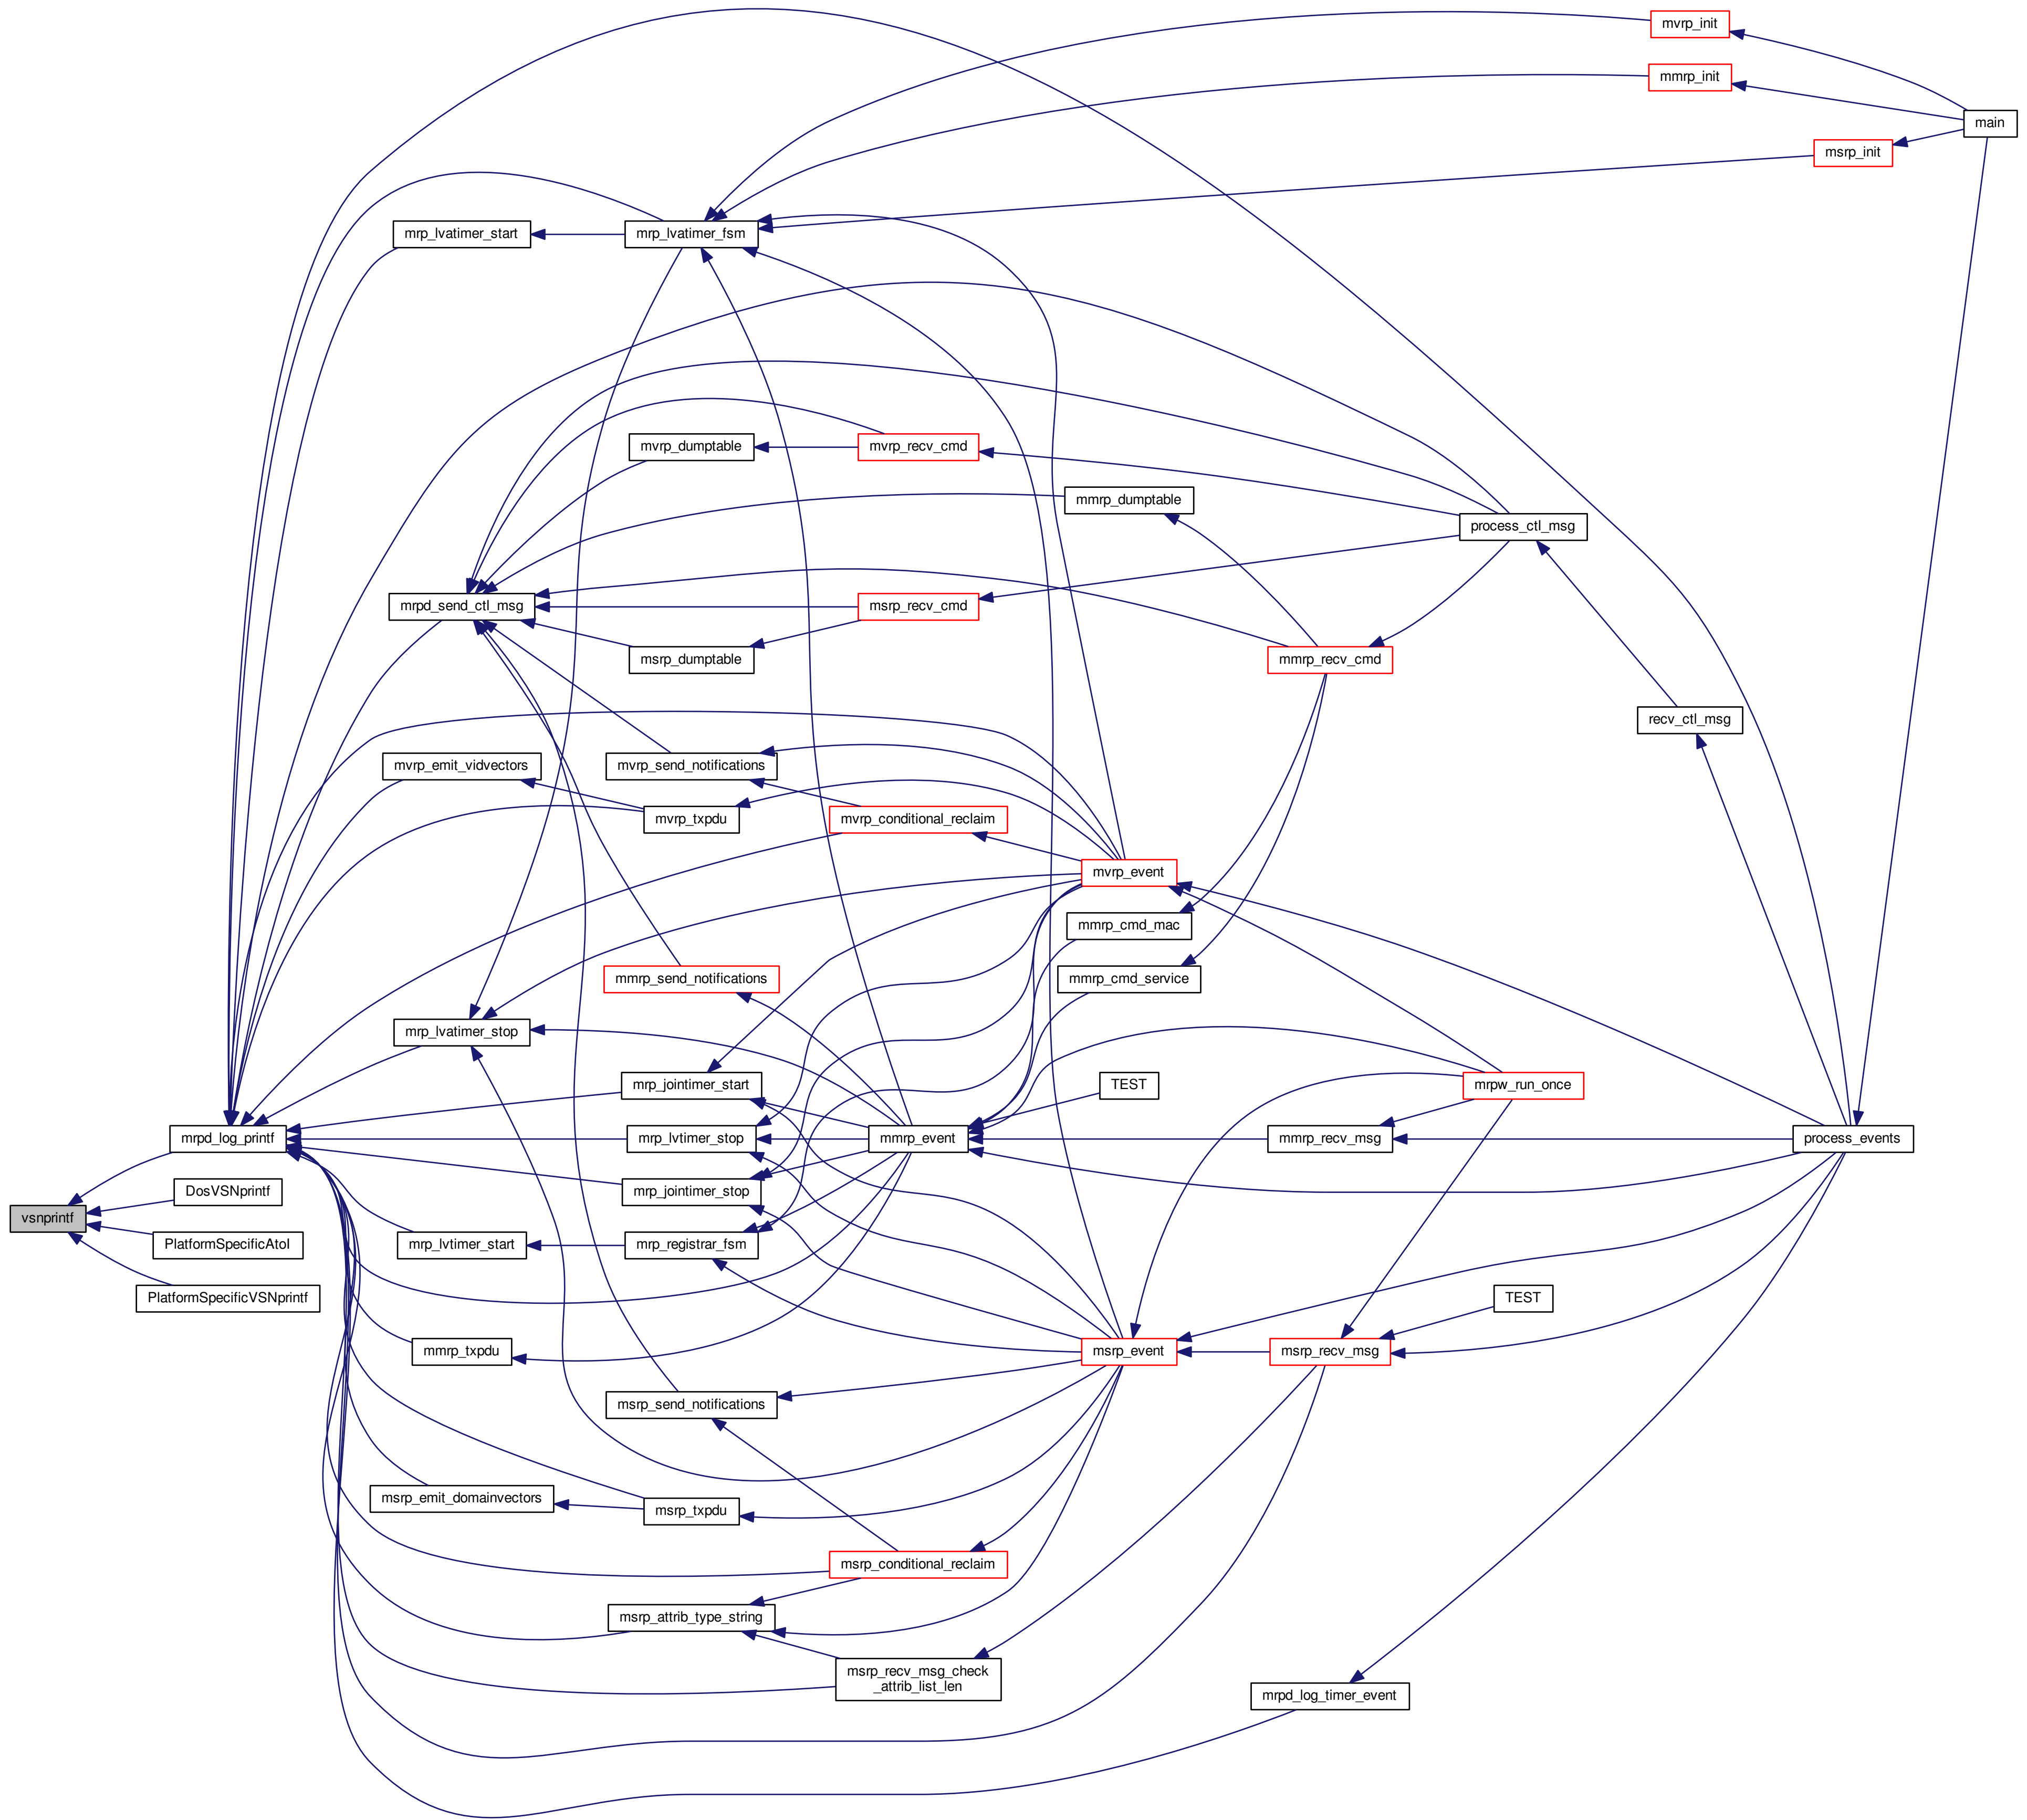 mvrp_init
mmrp_init
main
msrp_init
mrp_lvatimer_start
mrp_lvatimer_fsm
mvrp_dumptable
mvrp_recv_cmd
mmrp_dumptable
process_ctl_msg
mrpd_send_ctl_msg
msrp_recv_cmd
msrp_dumptable
mmrp_recv_cmd
recv_ctl_msg
mvrp_emit_vidvectors
mvrp_send_notifications
mvrp_txpdu
mvrp_conditional_reclaim
mvrp_event
mmrp_cmd_mac
mmrp_send_notifications
mmrp_cmd_service
mrp_lvatimer_stop
mrp_jointimer_start
TEST
mrpw_run_once
mrpd_log_printf
mrp_lvtimer_stop
mmrp_event
mmrp_recv_msg
process_events
DosVSNprintf
mrp_jointimer_stop
vsnprintf
PlatformSpecificAtoI
mrp_lvtimer_start
mrp_registrar_fsm
PlatformSpecificVSNprintf
TEST
mmrp_txpdu
msrp_event
msrp_recv_msg
msrp_send_notifications
msrp_emit_domainvectors
msrp_txpdu
msrp_conditional_reclaim
msrp_attrib_type_string
msrp_recv_msg_check
_attrib_list_len
mrpd_log_timer_event